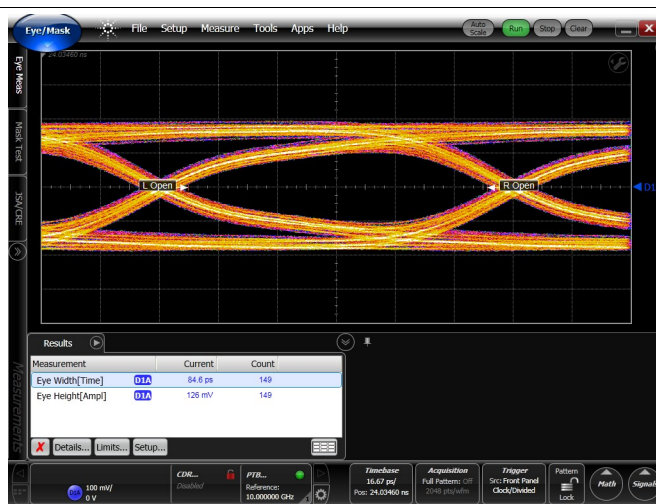 Eye/Mask File Setup Measure Tools Apps Help Auto Scale Run Stop Clear
24.03460 ns
Eye Meas
Mask Test
JSA/CRE
L Open R Open
D1
Results
Measurement Current Count
Eye Width[Time] D1A 84.6 ps 149
Eye Height[Ampl] D1A 126 mV 149
Measurements
Details... Limits... Setup...
D1A 100 mV/
0 V
CDR...
Disabled
PTB...
Reference:
10.000000 GHz
Timebase
16.67 ps/
Pos: 24.03460 ns
Acquisition
Full Pattern: Off
2048 pts/wfm
Trigger
Src: Front Panel
Clock/Divided
Pattern
Lock
Math
Signals